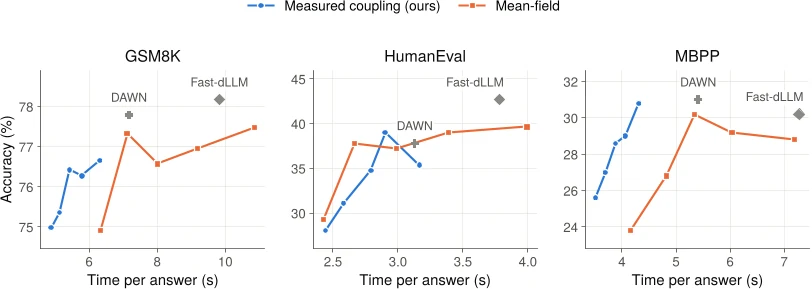 Measured coupling (ours) Mean-field
GSM8K
Accuracy (%)
78
77
76
75
DAWN
Fast-dLLM
6 8 10
Time per answer (s)
HumanEval
45
40
35
30
DAWN
Fast-dLLM
2.5 3.0 3.5 4.0
Time per answer (s)
MBPP
32
30
28
26
24
DAWN
Fast-dLLM
4 5 6 7
Time per answer (s)